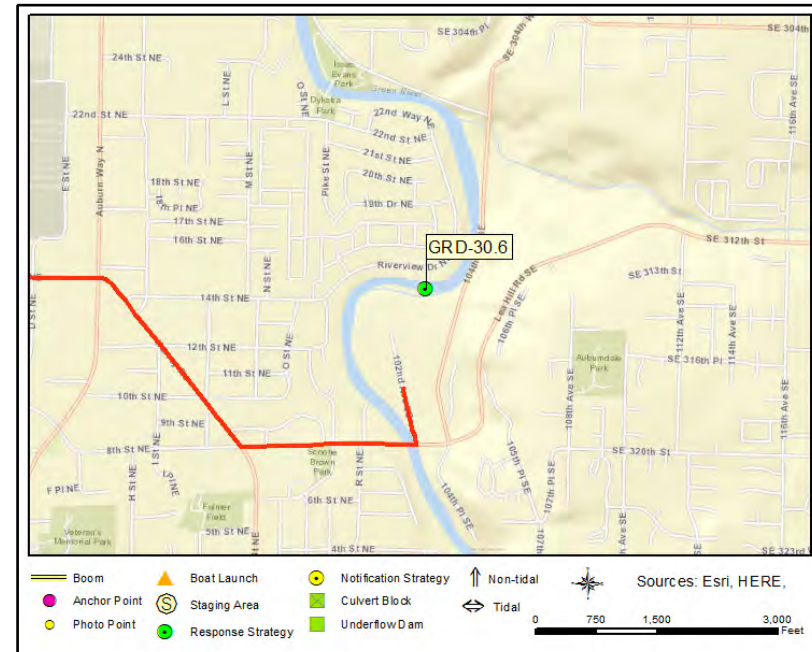 SE 304th Pl
SE 304th W
SE 304th
24th St NE
Isaac Evans Park
Green River
L St NE
O St NE
Dykstra Park
22nd Way NE
22nd St NE
22nd St NE
116th Ave SE
E St NE
Auburn Way N
M St NE
Pike St NE
21st St NE
20th St NE
18th St NE
19th Dr NE
17th St NE
16th St NE
GRD-30.6
SE 312th St
Riverview Dr NE
104th
SE 313th St
N St NE
14th St NE
Lea Hill Rd SE
106th Pl SE
112th Ave SE
114th Ave SE
D St NE
12th St NE
O St NE
Auburndale Park
SE 316th Pl
11th St NE
102nd
10th St NE
108th Ave SE
116th Ave SE
9th St NE
8th St NE
Scootie Brown Park
R St NE
SE 320th St
I St NE
105th Pl SE
107th Pl SE
F Pl NE
H St NE
6th St NE
104th Pl SE
Fulmer Field
5th St NE
Veteran's Memorial Park
4th St NE
SE 323rd
Boom
Boat Launch
Notification Strategy
Non-tidal
Sources: Esri, HERE,
Anchor Point
S Staging Area
Culvert Block
Tidal
Photo Point
Response Strategy
Underflow Dam
0 750 1,500 3,000
Feet